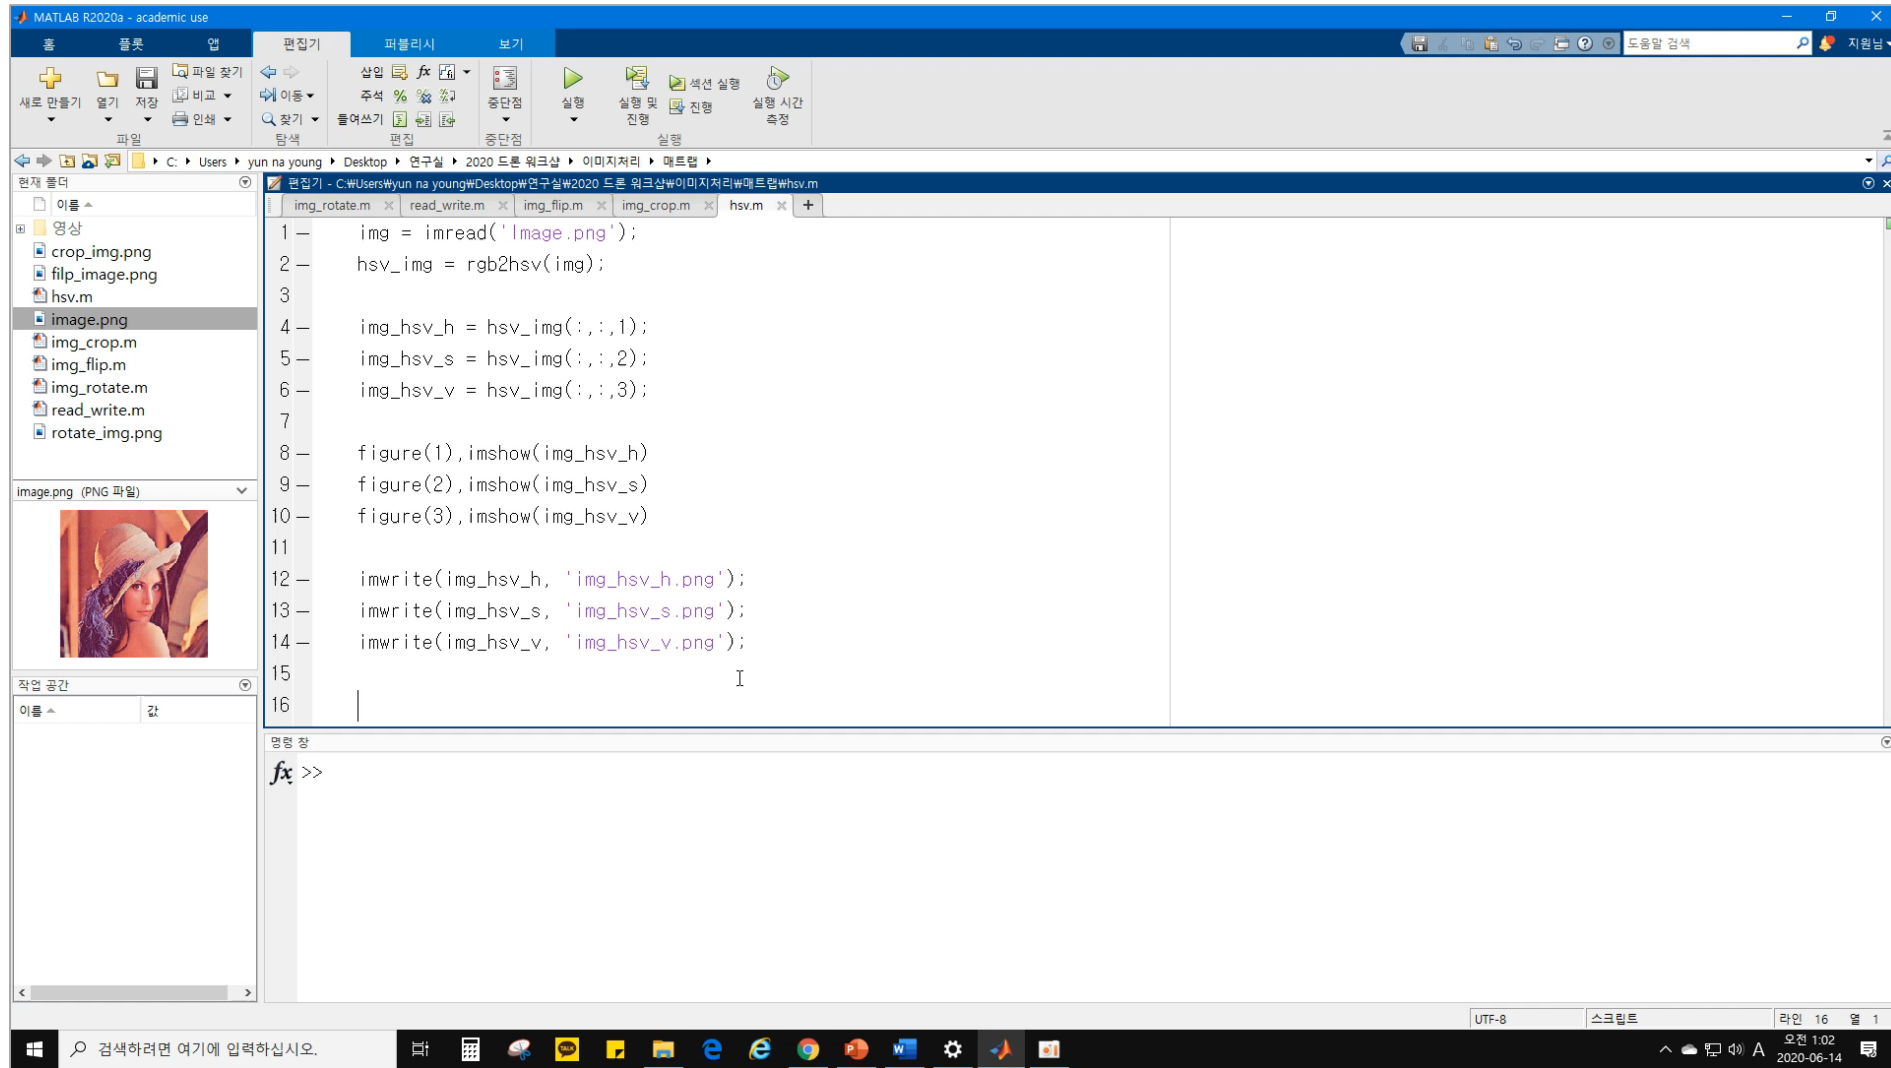 MATLAB R2020a - academic use
홈 플롯 앱 편집기 퍼블리시 보기 도움말 검색 지원님
새로 만들기 열기 저장 파일 찾기 비교 인쇄 파일
이동 찾기 탐색
삽입 fx 주석 들여쓰기 편집
중단점 중단점
실행 실행 및 진행 섹션 실행 진행 실행 시간 측정 실행
C: Users yun na young Desktop 연구실 2020 드론 워크샵 이미지처리 매트랩
현재 폴더
이름
영상
crop_img.png
filp_image.png
hsv.m
image.png
img_crop.m
img_flip.m
img_rotate.m
read_write.m
rotate_img.png
image.png (PNG 파일)
작업 공간
이름 값
편집기 - C:₩Users₩yun na young₩Desktop₩연구실₩2020 드론 워크샵₩이미지처리₩매트랩₩hsv.m
img_rotate.m read_write.m img_flip.m img_crop.m hsv.m +
1 img = imread('Image.png');
2 hsv_img = rgb2hsv(img);
3
4 img_hsv_h = hsv_img(:,:,1);
5 img_hsv_s = hsv_img(:,:,2);
6 img_hsv_v = hsv_img(:,:,3);
7
8 figure(1),imshow(img_hsv_h)
9 figure(2),imshow(img_hsv_s)
10 figure(3),imshow(img_hsv_v)
11
12 imwrite(img_hsv_h, 'img_hsv_h.png');
13 imwrite(img_hsv_s, 'img_hsv_s.png');
14 imwrite(img_hsv_v, 'img_hsv_v.png');
15
16
명령 창
fx >>
UTF-8 스크립트 라인 16 열 1
검색하려면 여기에 입력하십시오.
A 오전 1:02
2020-06-14